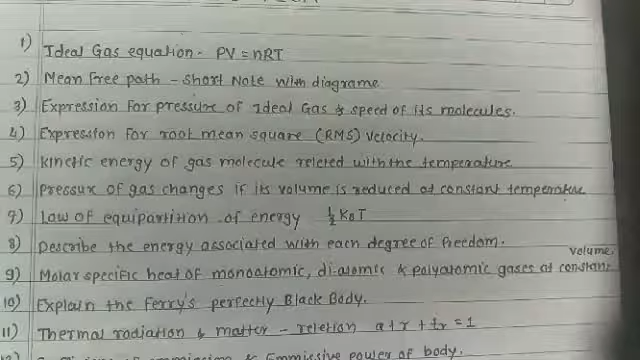 1) Ideal Gas equation - PV = nRT
2) Mean Free path - Short Note with diagrame
3) Expression for pressure of Ideal Gas & speed of its molecules.
4) Expression for root mean square (RMS) velocity.
5) kinetic energy of gas molecule releted with the temperature
6) Pressure of gas changes if its volume is reduced at constant temperature
7) Law of equipartition of energy ½ KBT
8) Describe the energy associated with each degree of freedom.
volume.
9) Molar specific heat of monoatomic, diatomic & polyatomic gases at constant
10) Explain the Ferry's perfectly Black Body.
11) Thermal radiation & matter - reletion a+r+tr=1
& Emmissive power of body.